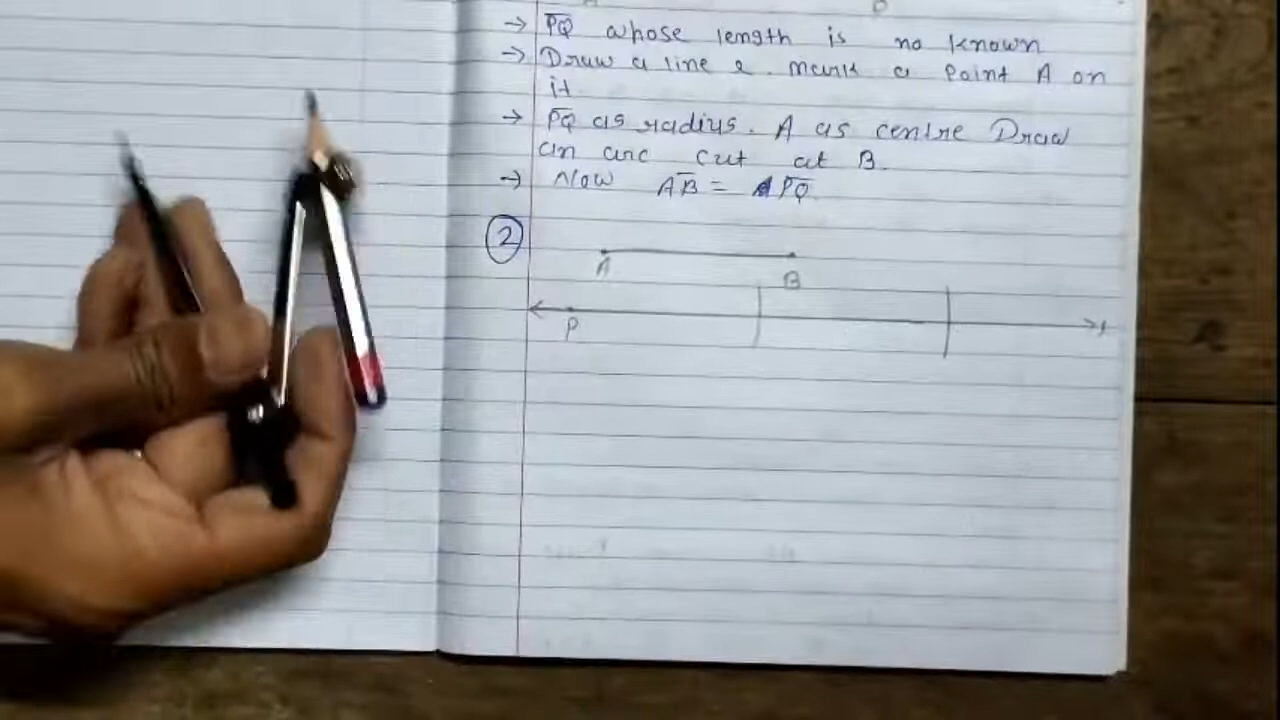 → PQ whose length is no known
→ Draw a line l. mark a point A on
it.
→ PQ as radius. A as centre Draw
an arc cut at B.
→ Now AB = PQ.
2
A B
P l